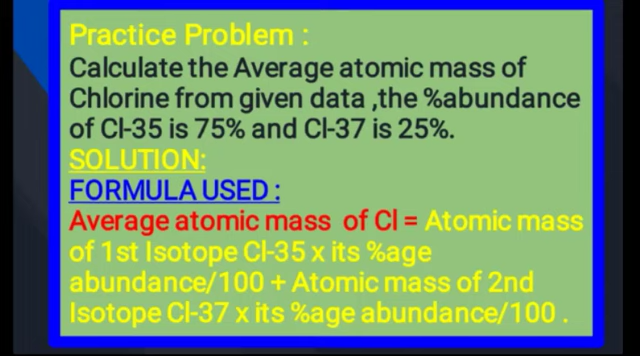 Practice Problem :
Calculate the Average atomic mass of
Chlorine from given data ,the %abundance
of Cl-35 is 75% and Cl-37 is 25%.
SOLUTION:
FORMULA USED :
Average atomic mass of Cl = Atomic mass
of 1st Isotope Cl-35 x its %age
abundance/100 + Atomic mass of 2nd
Isotope Cl-37 x its %age abundance/100 .